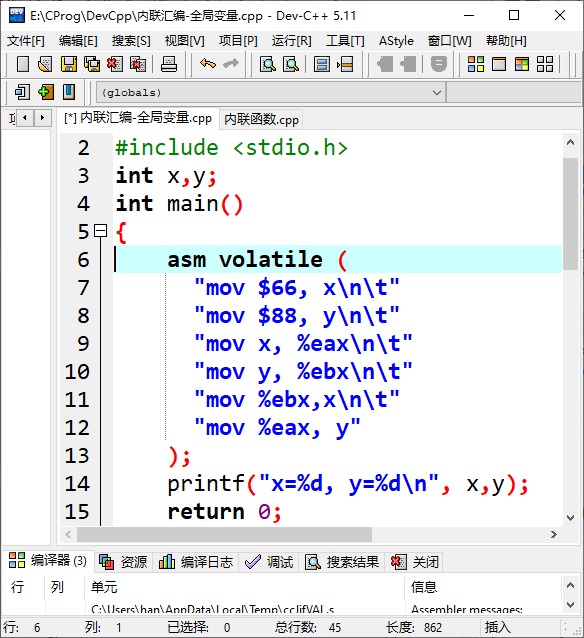 E:\CProg\DevCpp\内联汇编-全局变量.cpp - Dev-C++ 5.11
文件[F] 编辑[E] 搜索[S] 视图[V] 项目[P] 运行[R] 工具[T] AStyle 窗口[W] 帮助[H]
(globals)
[*] 内联汇编-全局变量.cpp 内联函数.cpp
2 #include <stdio.h>
3 int x,y;
4 int main()
5 {
6 asm volatile (
7 "mov $66, x\n\t"
8 "mov $88, y\n\t"
9 "mov x, %eax\n\t"
10 "mov y, %ebx\n\t"
11 "mov %ebx,x\n\t"
12 "mov %eax, y"
13 );
14 printf("x=%d, y=%d\n", x,y);
15 return 0;
编译器 (3) 资源 编译日志 调试 搜索结果 关闭
行 列 单元 信息
C:\Users\han\AppData\Local\Temp\ccJifVAL.s Assembler messages:
行: 6 列: 1 已选择: 0 总行数: 45 长度: 862 插入